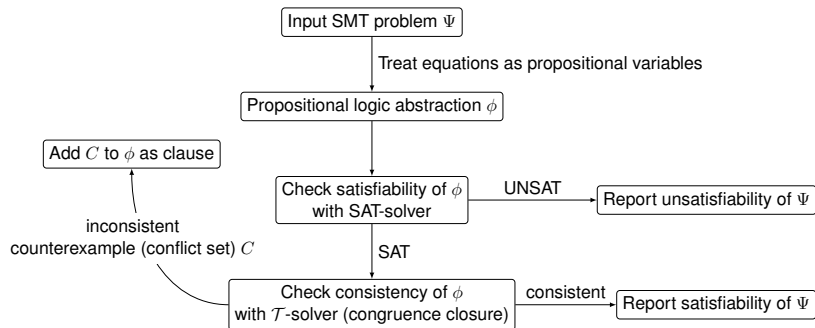 Input SMT problem Ψ
Treat equations as propositional variables
Propositional logic abstraction ϕ
Add C to ϕ as clause
Check satisfiability of ϕ
with SAT-solver
UNSAT
Report unsatisfiability of Ψ
inconsistent
counterexample (conflict set) C
SAT
Check consistency of ϕ
with 𝒯-solver (congruence closure)
consistent
Report satisfiability of Ψ